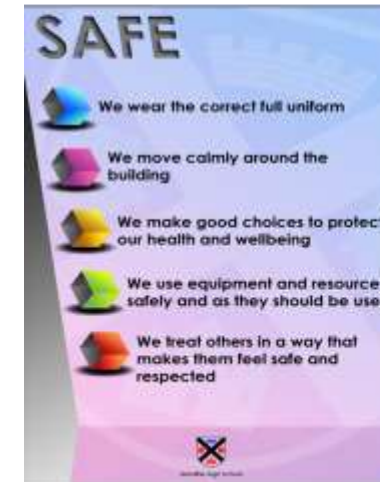 SAFE
We wear the correct full uniform
We move calmly around the
building
We make good choices to protect
our health and wellbeing
We use equipment and resource
safely and as they should be use
We treat others in a way that
makes them feel safe and
respected